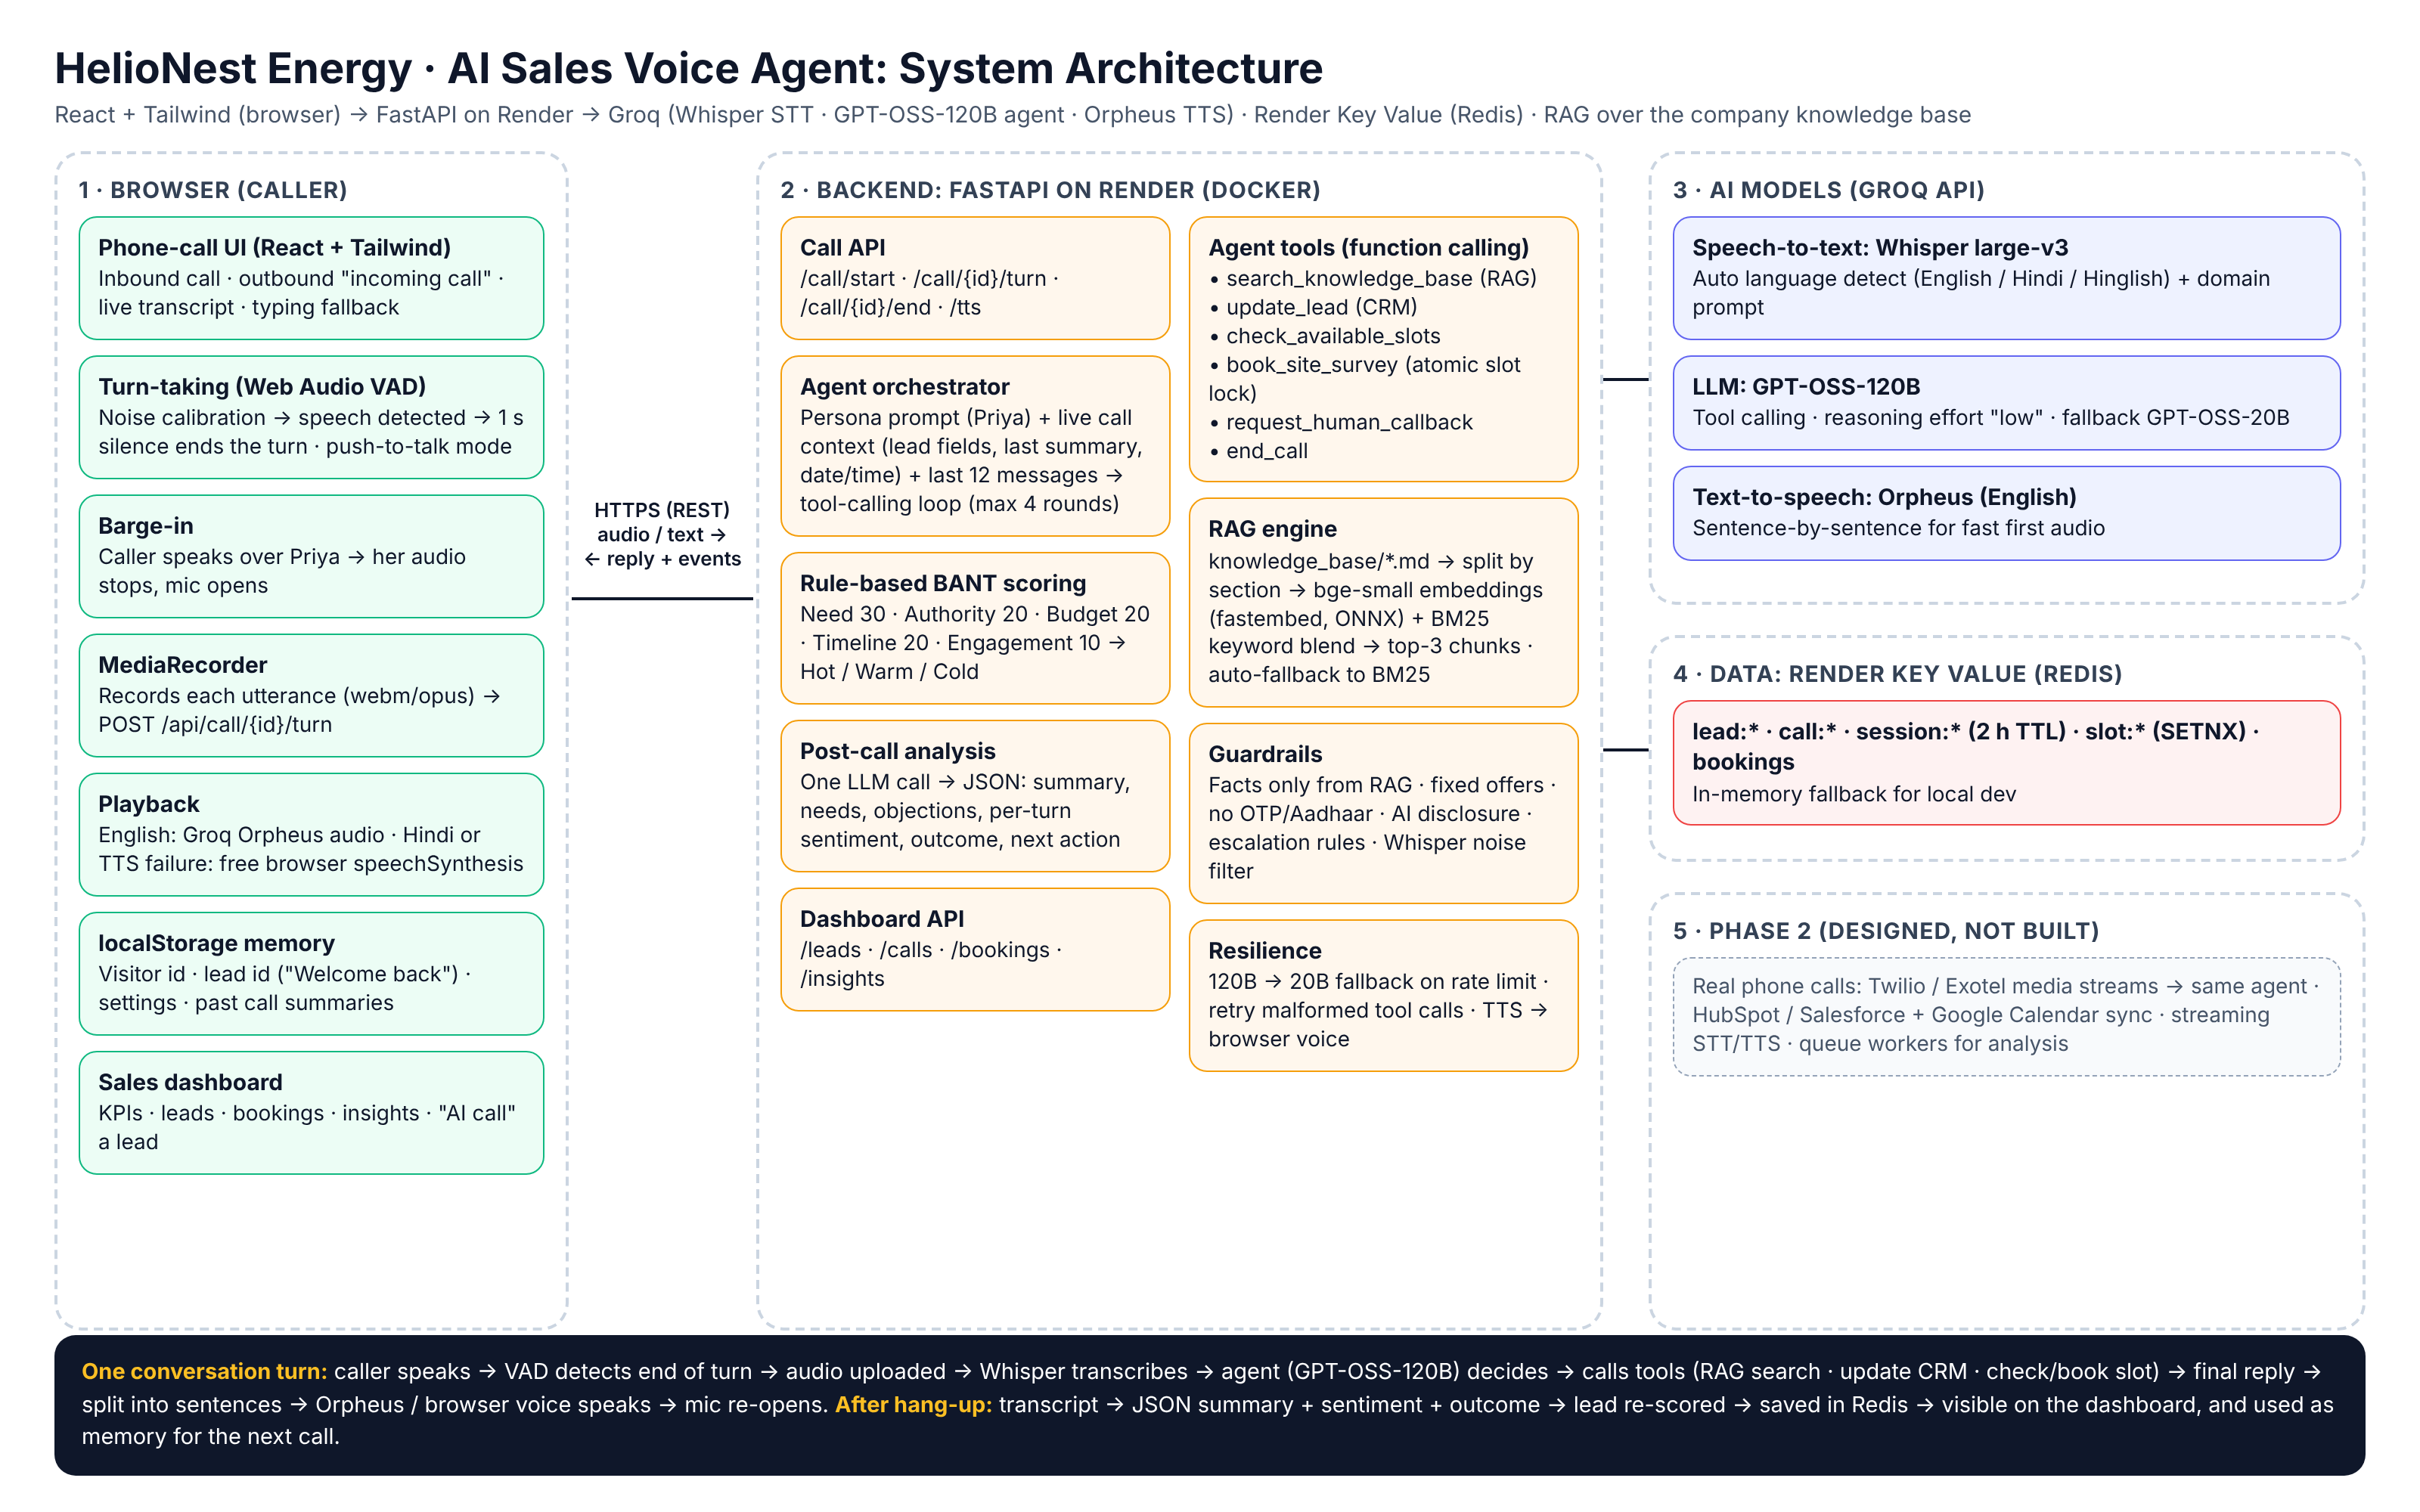 HelioNest Energy · AI Sales Voice Agent: System Architecture
React + Tailwind (browser) → FastAPI on Render → Groq (Whisper STT · GPT-OSS-120B agent · Orpheus TTS) · Render Key Value (Redis) · RAG over the company knowledge base
1 · BROWSER (CALLER)
Phone-call UI (React + Tailwind)
Inbound call · outbound "incoming call" ·
live transcript · typing fallback
Turn-taking (Web Audio VAD)
Noise calibration → speech detected → 1 s
silence ends the turn · push-to-talk mode
Barge-in
Caller speaks over Priya → her audio
stops, mic opens
MediaRecorder
Records each utterance (webm/opus) →
POST /api/call/{id}/turn
Playback
English: Groq Orpheus audio · Hindi or
TTS failure: free browser speechSynthesis
localStorage memory
Visitor id · lead id ("Welcome back") ·
settings · past call summaries
Sales dashboard
KPIs · leads · bookings · insights · "AI call"
a lead
HTTPS (REST)
audio / text →
← reply + events
2 · BACKEND: FASTAPI ON RENDER (DOCKER)
Call API
/call/start · /call/{id}/turn ·
/call/{id}/end · /tts
Agent orchestrator
Persona prompt (Priya) + live call
context (lead fields, last summary,
date/time) + last 12 messages →
tool-calling loop (max 4 rounds)
Rule-based BANT scoring
Need 30 · Authority 20 · Budget 20
· Timeline 20 · Engagement 10 →
Hot / Warm / Cold
Post-call analysis
One LLM call → JSON: summary,
needs, objections, per-turn
sentiment, outcome, next action
Dashboard API
/leads · /calls · /bookings ·
/insights
Agent tools (function calling)
• search_knowledge_base (RAG)
• update_lead (CRM)
• check_available_slots
• book_site_survey (atomic slot
lock)
• request_human_callback
• end_call
RAG engine
knowledge_base/*.md → split by
section → bge-small embeddings
(fastembed, ONNX) + BM25
keyword blend → top-3 chunks ·
auto-fallback to BM25
Guardrails
Facts only from RAG · fixed offers ·
no OTP/Aadhaar · AI disclosure ·
escalation rules · Whisper noise
filter
Resilience
120B → 20B fallback on rate limit ·
retry malformed tool calls · TTS →
browser voice
3 · AI MODELS (GROQ API)
Speech-to-text: Whisper large-v3
Auto language detect (English / Hindi / Hinglish) + domain
prompt
LLM: GPT-OSS-120B
Tool calling · reasoning effort "low" · fallback GPT-OSS-20B
Text-to-speech: Orpheus (English)
Sentence-by-sentence for fast first audio
4 · DATA: RENDER KEY VALUE (REDIS)
lead:* · call:* · session:* (2 h TTL) · slot:* (SETNX) ·
bookings
In-memory fallback for local dev
5 · PHASE 2 (DESIGNED, NOT BUILT)
Real phone calls: Twilio / Exotel media streams → same agent ·
HubSpot / Salesforce + Google Calendar sync · streaming
STT/TTS · queue workers for analysis
One conversation turn: caller speaks → VAD detects end of turn → audio uploaded → Whisper transcribes → agent (GPT-OSS-120B) decides → calls tools (RAG search · update CRM · check/book slot) → final reply →
split into sentences → Orpheus / browser voice speaks → mic re-opens. After hang-up: transcript → JSON summary + sentiment + outcome → lead re-scored → saved in Redis → visible on the dashboard, and used as
memory for the next call.